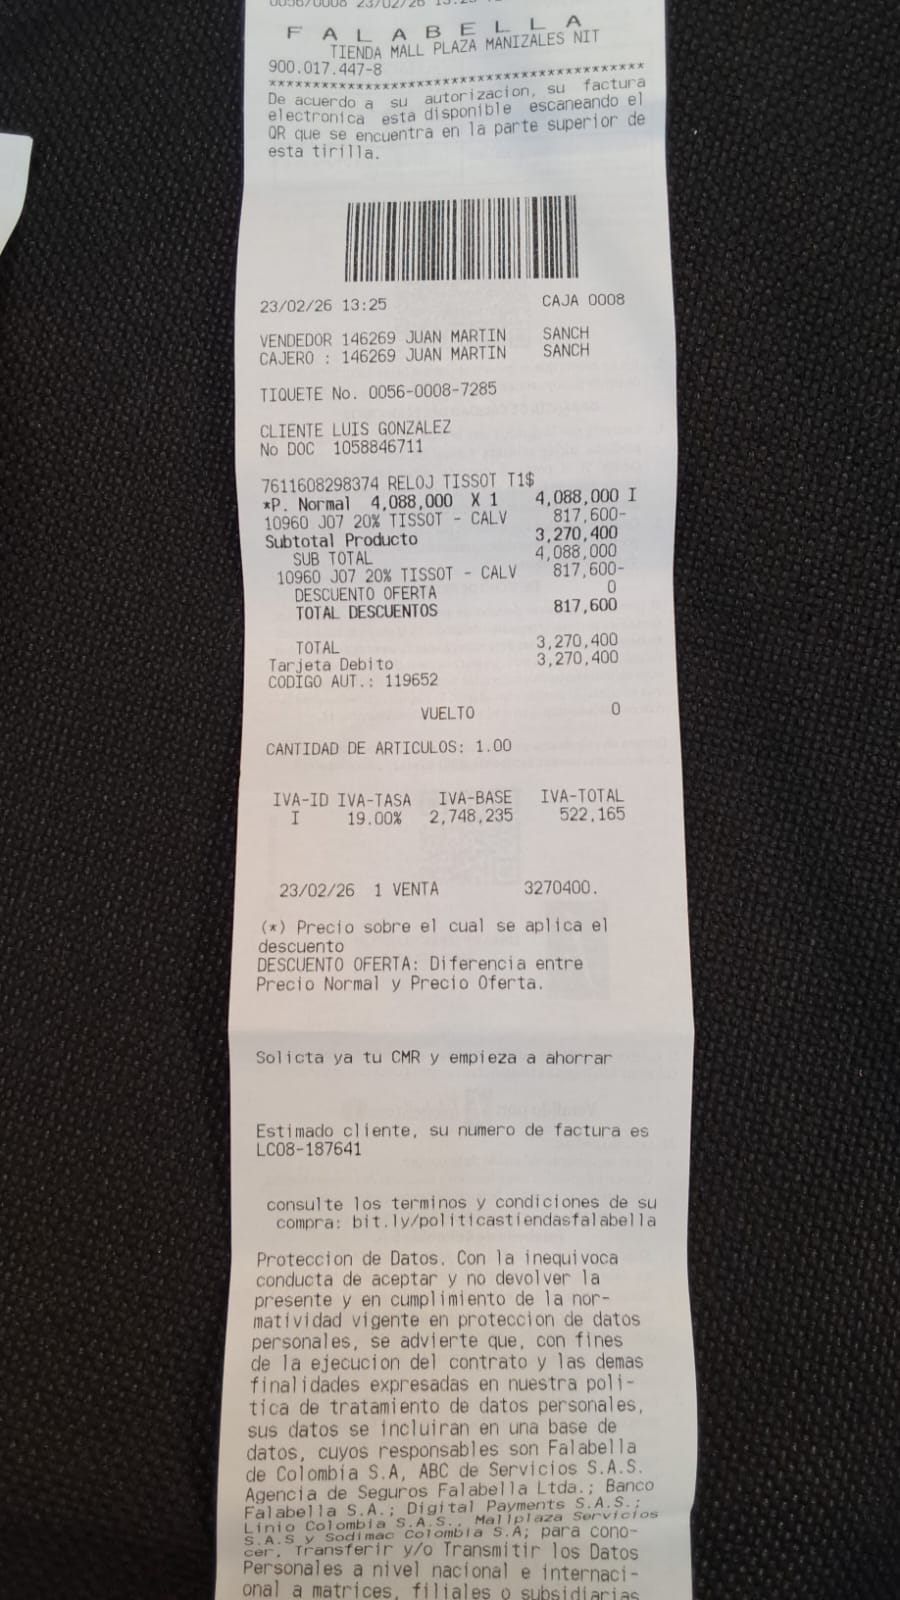 0056/0008 23/02/26 13:25
F A L A B E L L A
TIENDA MALL PLAZA MANIZALES NIT
900.017.447-8
*******************************************
De acuerdo a su autorizacion, su factura
electronica esta disponible escaneando el
QR que se encuentra en la parte superior de
esta tirilla.
23/02/26 13:25 CAJA 0008
VENDEDOR 146269 JUAN MARTIN SANCH
CAJERO : 146269 JUAN MARTIN SANCH
TIQUETE No. 0056-0008-7285
CLIENTE LUIS GONZALEZ
No DOC 1058846711
7611608298374 RELOJ TISSOT T1$
*P. Normal 4,088,000 X 1 4,088,000 I
10960 J07 20% TISSOT - CALV 817,600-
Subtotal Producto 3,270,400
SUB TOTAL 4,088,000
10960 J07 20% TISSOT - CALV 817,600-
DESCUENTO OFERTA 0
TOTAL DESCUENTOS 817,600
TOTAL 3,270,400
Tarjeta Debito 3,270,400
CODIGO AUT.: 119652
VUELTO 0
CANTIDAD DE ARTICULOS: 1.00
IVA-ID IVA-TASA IVA-BASE IVA-TOTAL
I 19.00% 2,748,235 522,165
23/02/26 1 VENTA 3270400.
(*) Precio sobre el cual se aplica el
descuento
DESCUENTO OFERTA: Diferencia entre
Precio Normal y Precio Oferta.
Solicta ya tu CMR y empieza a ahorrar
Estimado cliente, su numero de factura es
LC08-187641
consulte los terminos y condiciones de su
compra: bit.ly/politicastiendasfalabella
Proteccion de Datos. Con la inequivoca
conducta de aceptar y no devolver la
presente y en cumplimiento de la nor-
matividad vigente en proteccion de datos
personales, se advierte que, con fines
de la ejecucion del contrato y las demas
finalidades expresadas en nuestra poli-
tica de tratamiento de datos personales,
sus datos se incluiran en una base de
datos, cuyos responsables son Falabella
de Colombia S.A, ABC de Servicios S.A.S.
Agencia de Seguros Falabella Ltda.; Banco
Falabella S.A.; Digital Payments S.A.S.;
Linio Colombia S.A.S.. Mallplaza Servicios
S.A.S y Sodimac Colombia S.A; para cono-
cer, Transferir y/o Transmitir los Datos
Personales a nivel nacional e internaci-
onal a matrices, filiales o subsidiarias